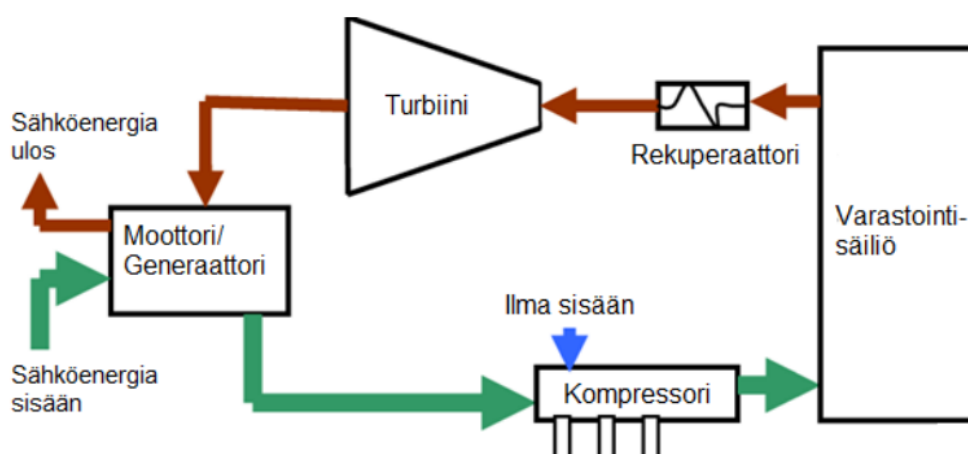 Turbiini
Sähköenergia
ulos
Rekuperaattori
Varastointi-
säiliö
Moottori/
Generaattori
Ilma sisään
Sähköenergia
sisään
Kompressori